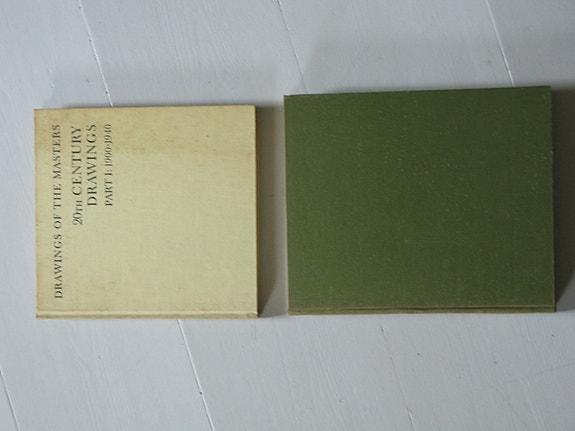 DRAWINGS OF THE MASTERS
20TH CENTURY
DRAWINGS
PART I: 1900-1940